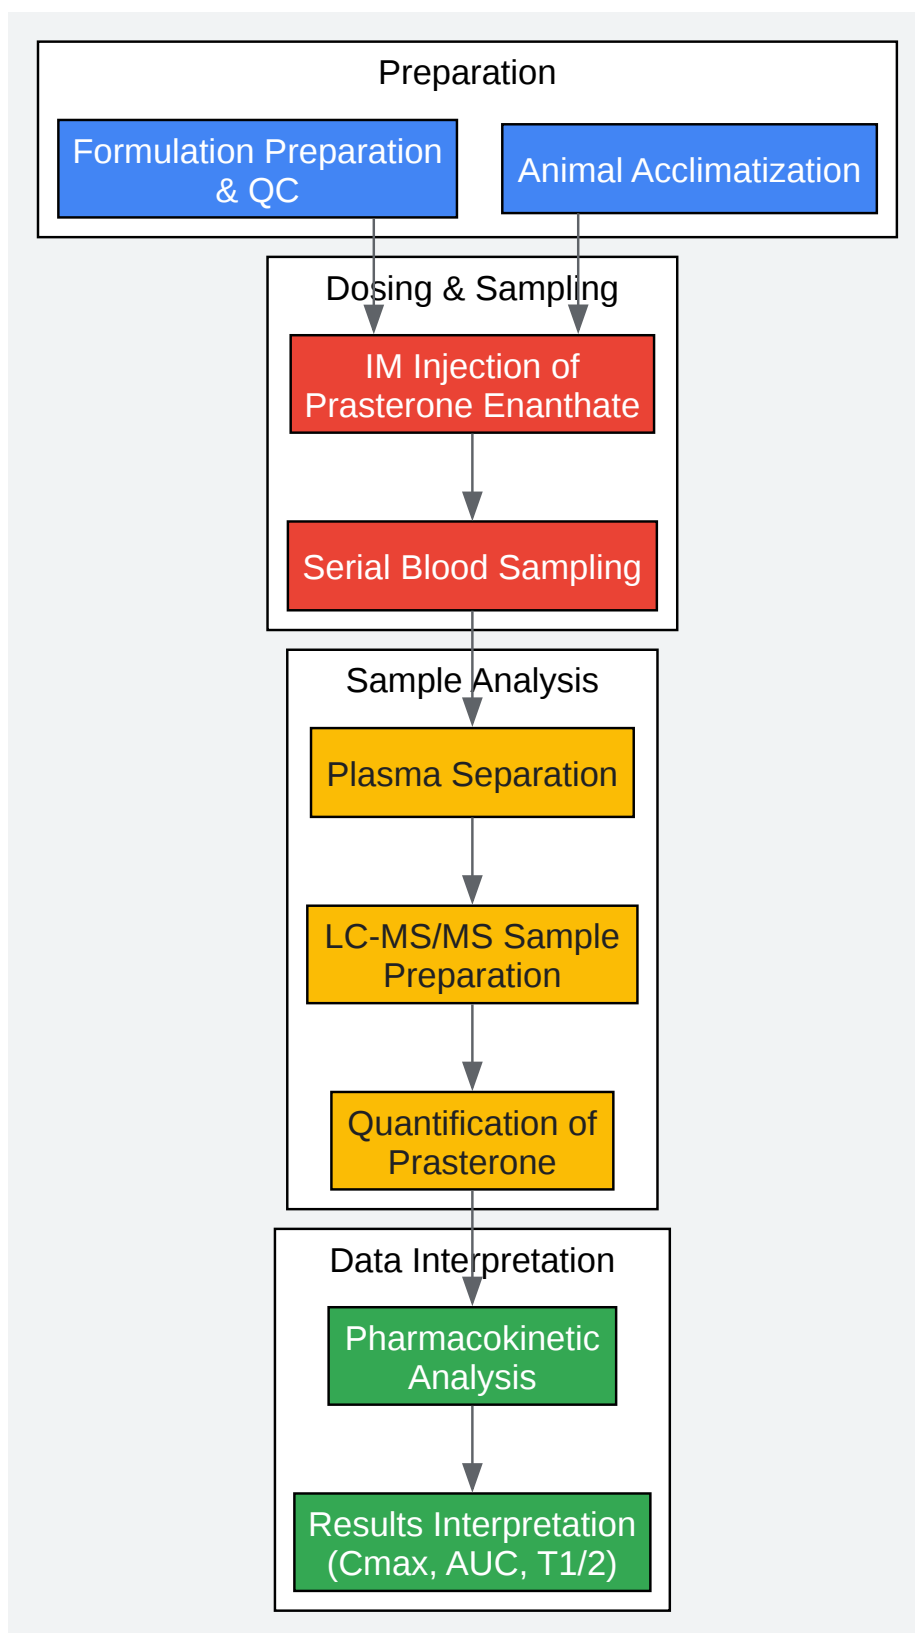 Preparation
Formulation Preparation
& QC
Animal Acclimatization
Dosing & Sampling
IM Injection of
Prasterone Enanthate
Serial Blood Sampling
Sample Analysis
Plasma Separation
LC-MS/MS Sample
Preparation
Quantification of
Prasterone
Data Interpretation
Pharmacokinetic
Analysis
Results Interpretation
(Cmax, AUC, T1/2)